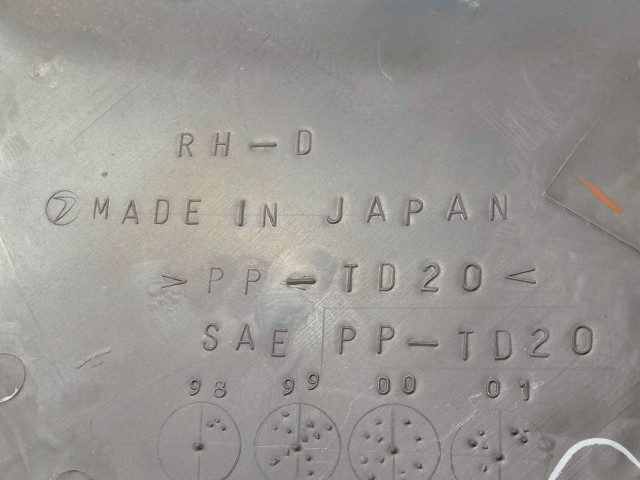 RH-D
MADE IN JAPAN
>PP-TD20<
SAE PP-TD20
98 99 00 01